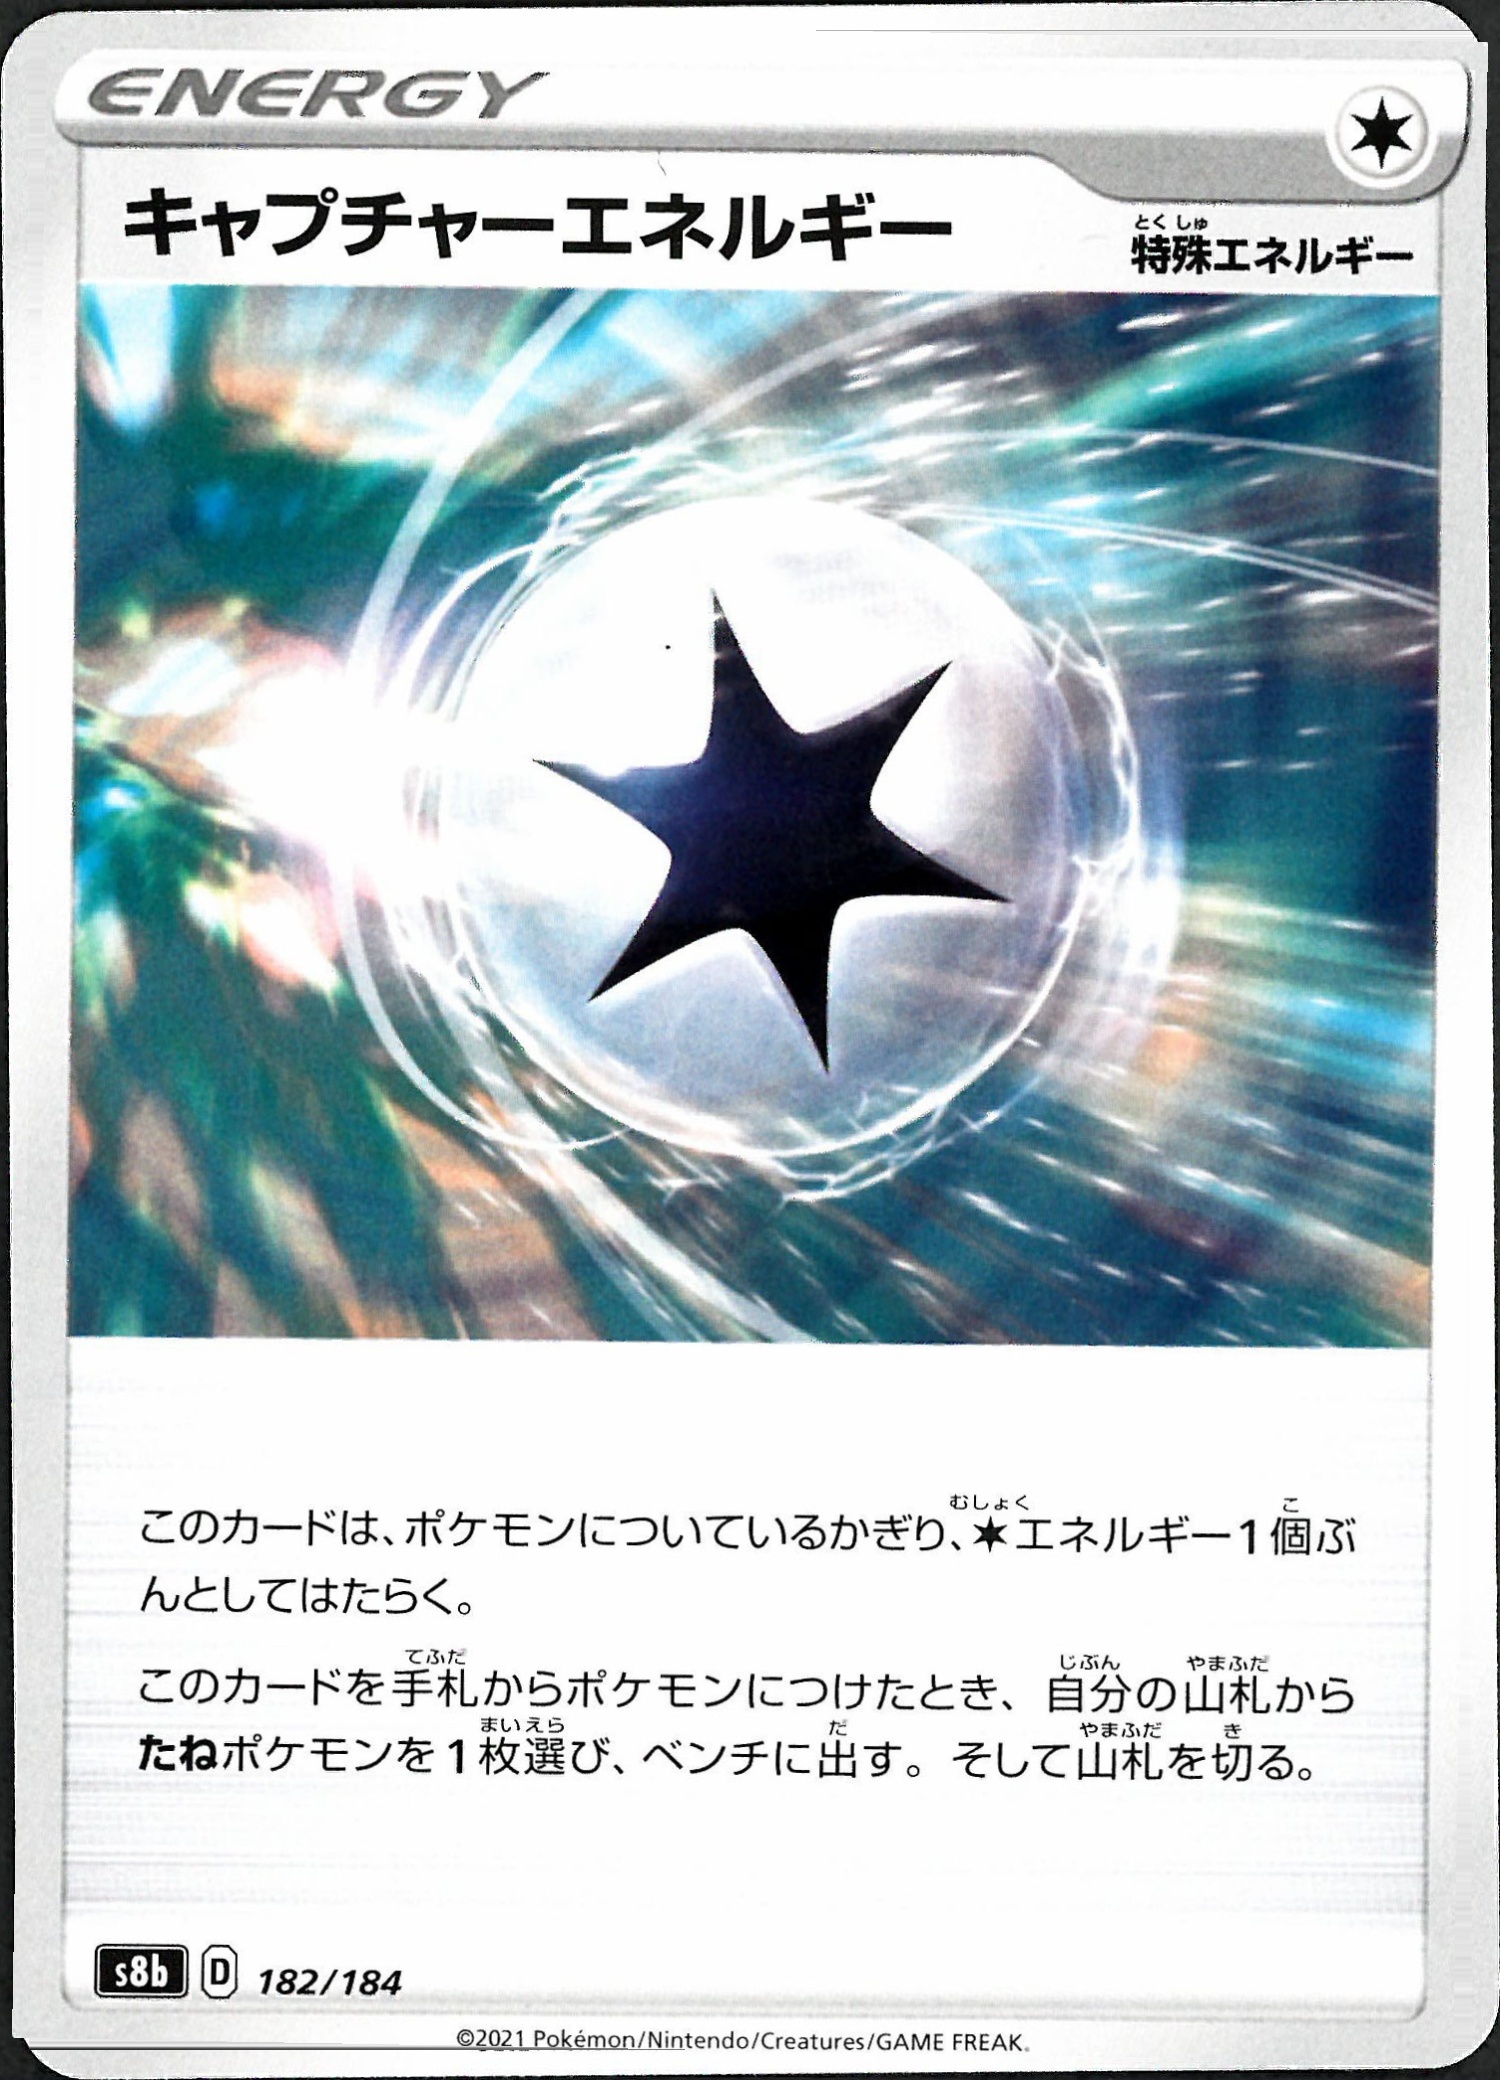 ENERGY
キャプチャーエネルギー
とくしゅ
特殊エネルギー
むしょく こ
このカードは、ポケモンについているかぎり、✶エネルギー1個ぶ
んとしてはたらく。
てふだ じぶん やまふだ
このカードを手札からポケモンにつけたとき、自分の山札から
まいえら だ やまふだ き
たねポケモンを1枚選び、ベンチに出す。そして山札を切る。
s8b D 182/184
©2021 Pokémon/Nintendo/Creatures/GAME FREAK.